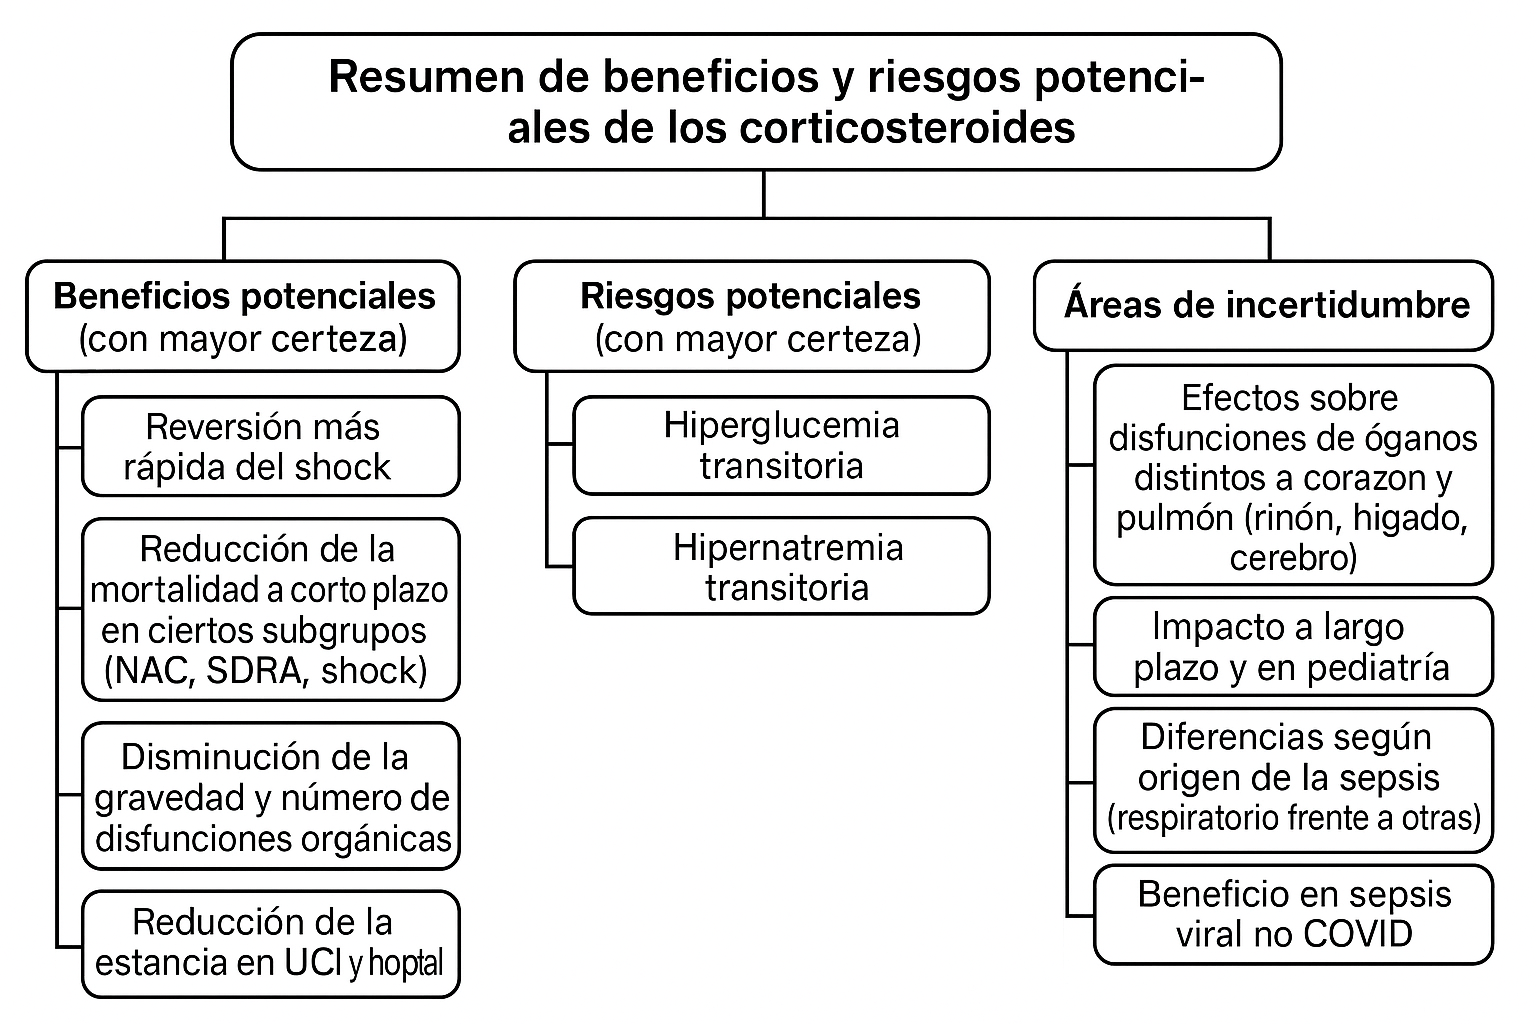 Resumen de beneficios y riesgos potenci-
ales de los corticosteroides
Beneficios potenciales
(con mayor certeza)
Reversión más
rápida del shock
Reducción de la
mortalidad a corto plazo
en ciertos subgrupos
(NAC, SDRA, shock)
Disminución de la
gravedad y número de
disfunciones orgánicas
Reducción de la
estancia en UCI y hoptal
Riesgos potenciales
(con mayor certeza)
Hiperglucemia
transitoria
Hipernatremia
transitoria
Áreas de incertidumbre
Efectos sobre
disfunciones de óganos
distintos a corazon y
pulmón (rinón, higado,
cerebro)
Impacto a largo
plazo y en pediatría
Diferencias según
origen de la sepsis
(respiratorio frente a otras)
Beneficio en sepsis
viral no COVID